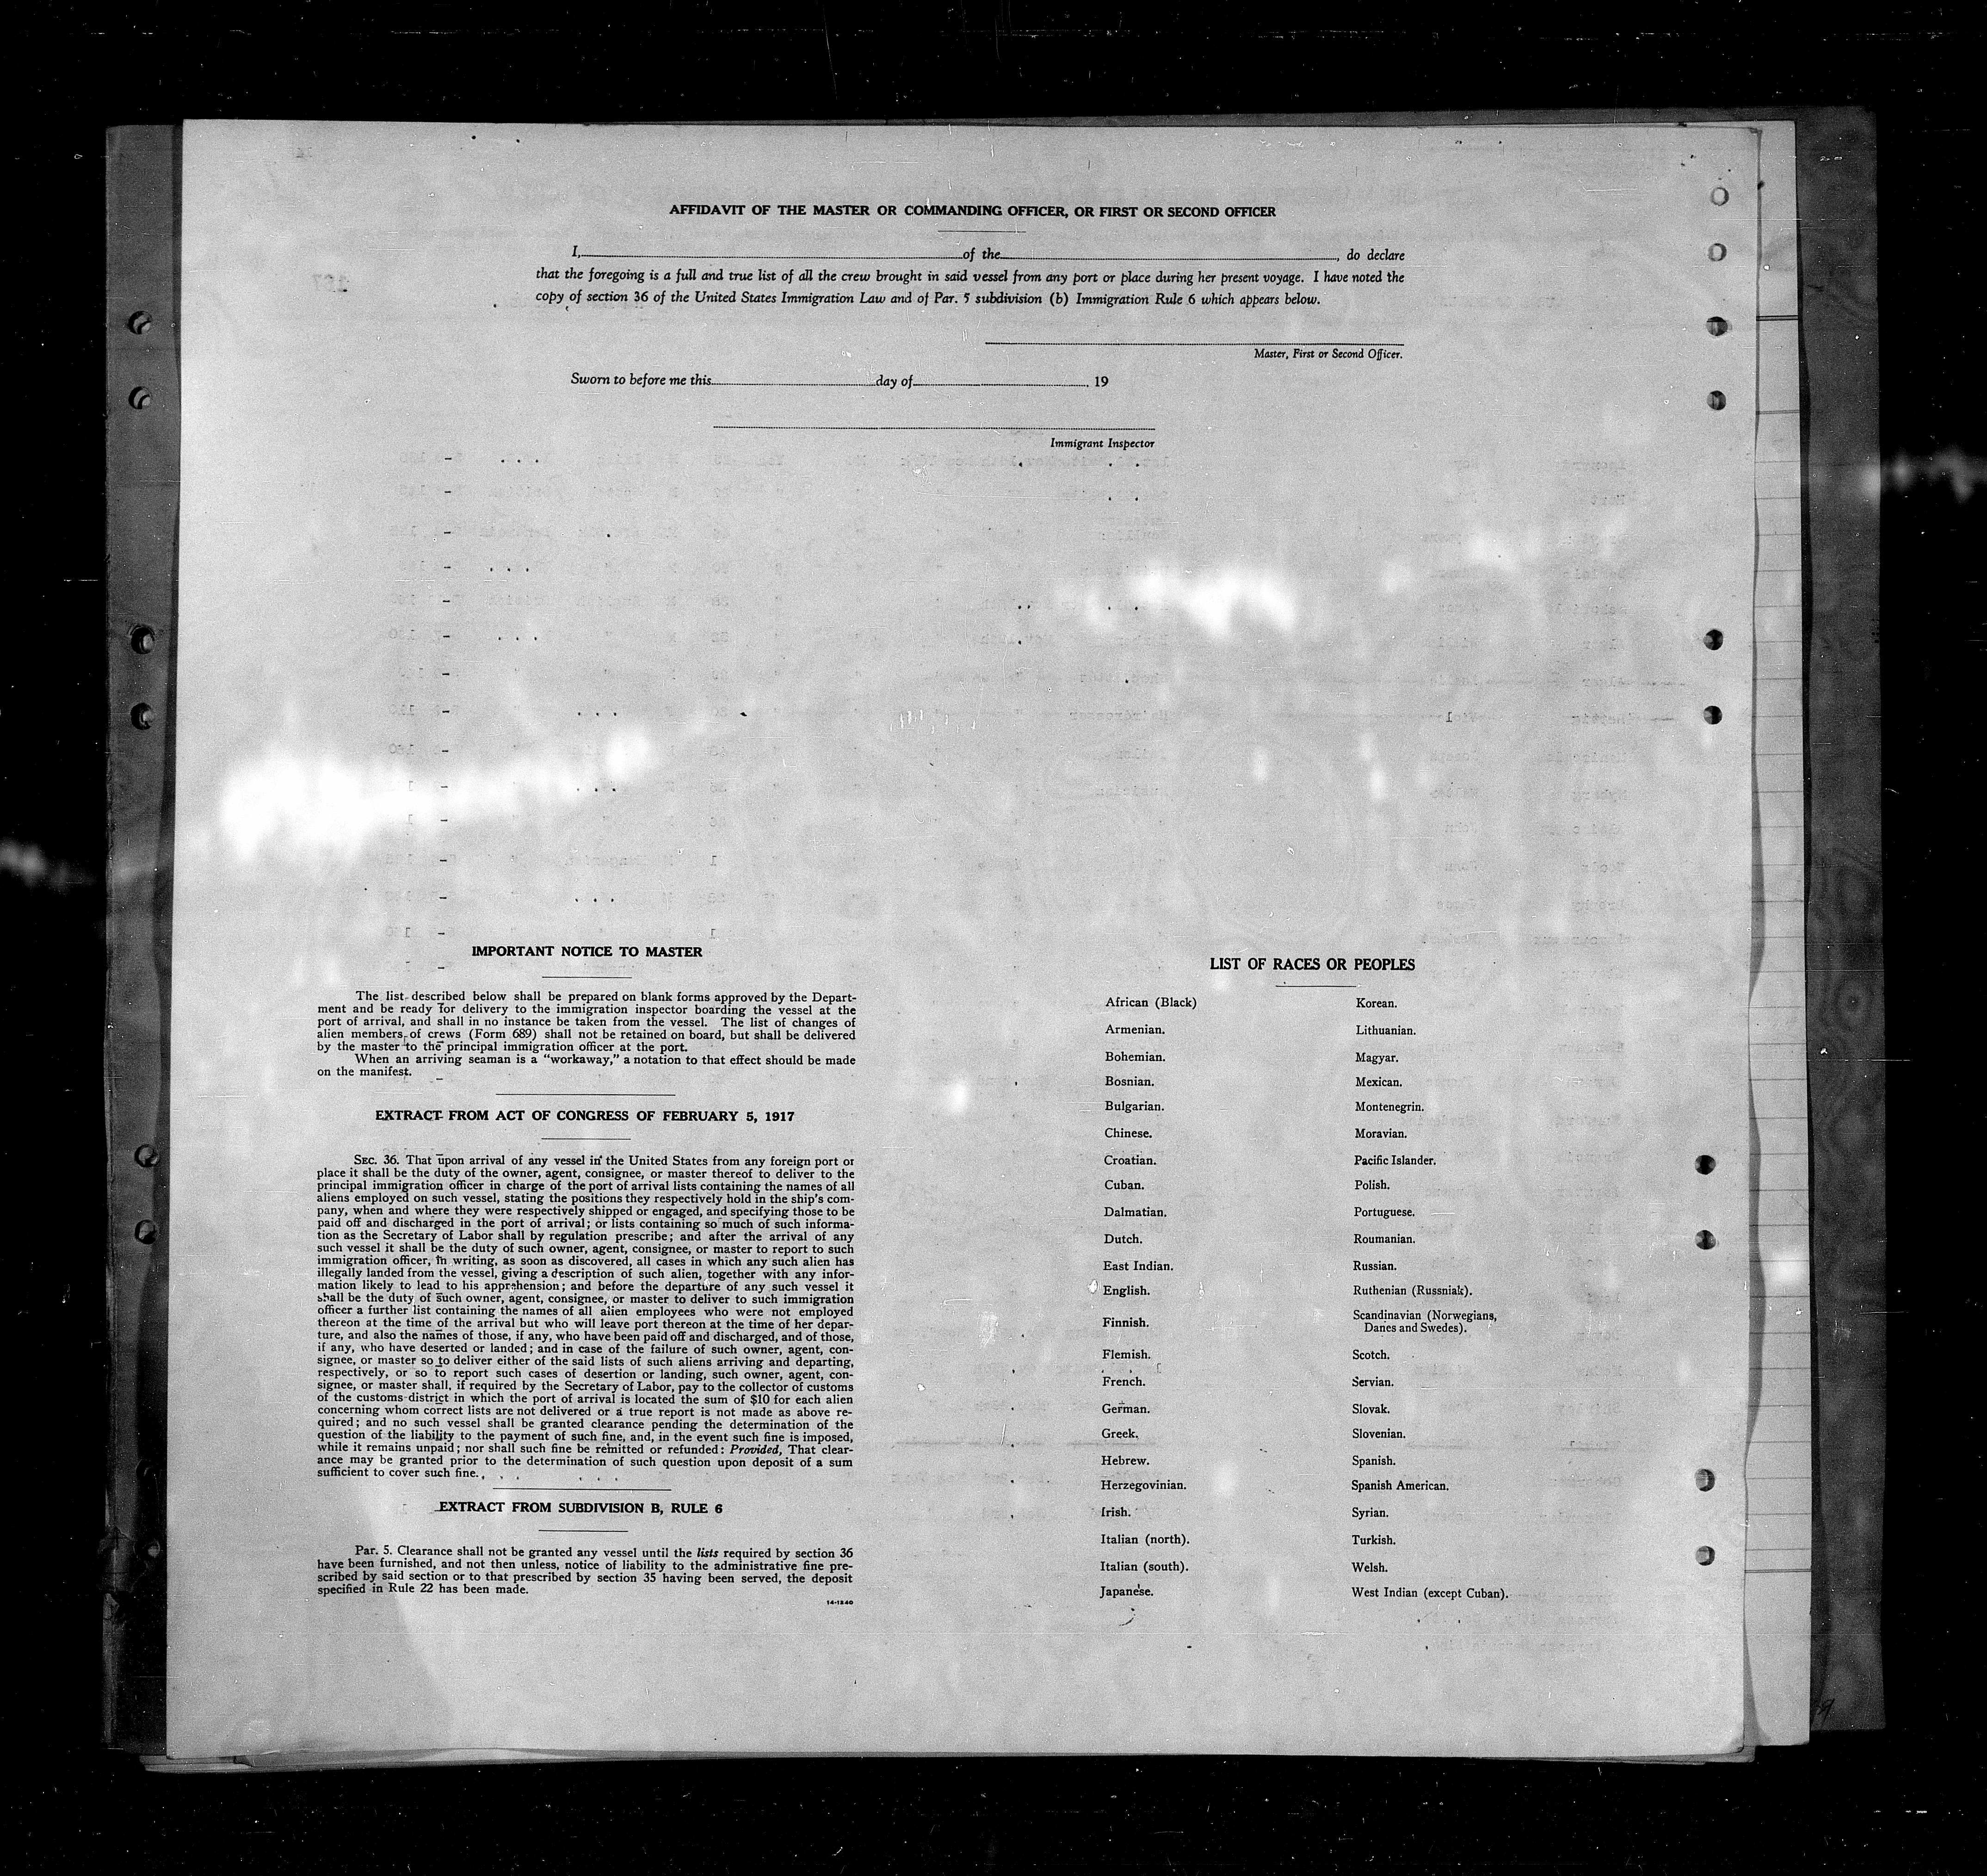 AFFIDAVIT OF THE MASTER OR COMMANDING OFFICER, OR FIRST OR SECOND OFFICER
I, of the , do declare
that the foregoing is a full and true list of all the crew brought in said vessel from any port or place during her present voyage. I have noted the
copy of section 36 of the United States Immigration Law and of Par. 5 subdivision (b) Immigration Rule 6 which appears below.
Master, First or Second Officer.
Sworn to before me this day of , 19
Immigrant Inspector
IMPORTANT NOTICE TO MASTER
The list described below shall be prepared on blank forms approved by the Depart-
ment and be ready for delivery to the immigration inspector boarding the vessel at the
port of arrival, and shall in no instance be taken from the vessel. The list of changes of
alien members of crews (Form 689) shall not be retained on board, but shall be delivered
by the master to the principal immigration officer at the port.
When an arriving seaman is a "workaway," a notation to that effect should be made
on the manifest.
EXTRACT FROM ACT OF CONGRESS OF FEBRUARY 5, 1917
SEC. 36. That upon arrival of any vessel in the United States from any foreign port or
place it shall be the duty of the owner, agent, consignee, or master thereof to deliver to the
principal immigration officer in charge of the port of arrival lists containing the names of all
aliens employed on such vessel, stating the positions they respectively hold in the ship's com-
pany, when and where they were respectively shipped or engaged, and specifying those to be
paid off and discharged in the port of arrival; or lists containing so much of such informa-
tion as the Secretary of Labor shall by regulation prescribe; and after the arrival of any
such vessel it shall be the duty of such owner, agent, consignee, or master to report to such
immigration officer, in writing, as soon as discovered, all cases in which any such alien has
illegally landed from the vessel, giving a description of such alien, together with any infor-
mation likely to lead to his apprehension; and before the departure of any such vessel it
shall be the duty of such owner, agent, consignee, or master to deliver to such immigration
officer a further list containing the names of all alien employees who were not employed
thereon at the time of the arrival but who will leave port thereon at the time of her depar-
ture, and also the names of those, if any, who have been paid off and discharged, and of those,
if any, who have deserted or landed; and in case of the failure of such owner, agent, con-
signee, or master so to deliver either of the said lists of such aliens arriving and departing,
respectively, or so to report such cases of desertion or landing, such owner, agent, con-
signee, or master shall, if required by the Secretary of Labor, pay to the collector of customs
of the customs district in which the port of arrival is located the sum of $10 for each alien
concerning whom correct lists are not delivered or a true report is not made as above re-
quired; and no such vessel shall be granted clearance pending the determination of the
question of the liability to the payment of such fine, and, in the event such fine is imposed,
while it remains unpaid; nor shall such fine be remitted or refunded: Provided, That clear-
ance may be granted prior to the determination of such question upon deposit of a sum
sufficient to cover such fine.
EXTRACT FROM SUBDIVISION B, RULE 6
Par. 5. Clearance shall not be granted any vessel until the lists required by section 36
have been furnished, and not then unless, notice of liability to the administrative fine pre-
scribed by said section or to that prescribed by section 35 having been served, the deposit
specified in Rule 22 has been made.
14-1240
LIST OF RACES OR PEOPLES
African (Black)
Armenian.
Bohemian.
Bosnian.
Bulgarian.
Chinese.
Croatian.
Cuban.
Dalmatian.
Dutch.
East Indian.
English.
Finnish.
Flemish.
French.
German.
Greek.
Hebrew.
Herzegovinian.
Irish.
Italian (north).
Italian (south).
Japanese.
Korean.
Lithuanian.
Magyar.
Mexican.
Montenegrin.
Moravian.
Pacific Islander.
Polish.
Portuguese.
Roumanian.
Russian.
Ruthenian (Russniak).
Scandinavian (Norwegians,
Danes and Swedes).
Scotch.
Servian.
Slovak.
Slovenian.
Spanish.
Spanish American.
Syrian.
Turkish.
Welsh.
West Indian (except Cuban).